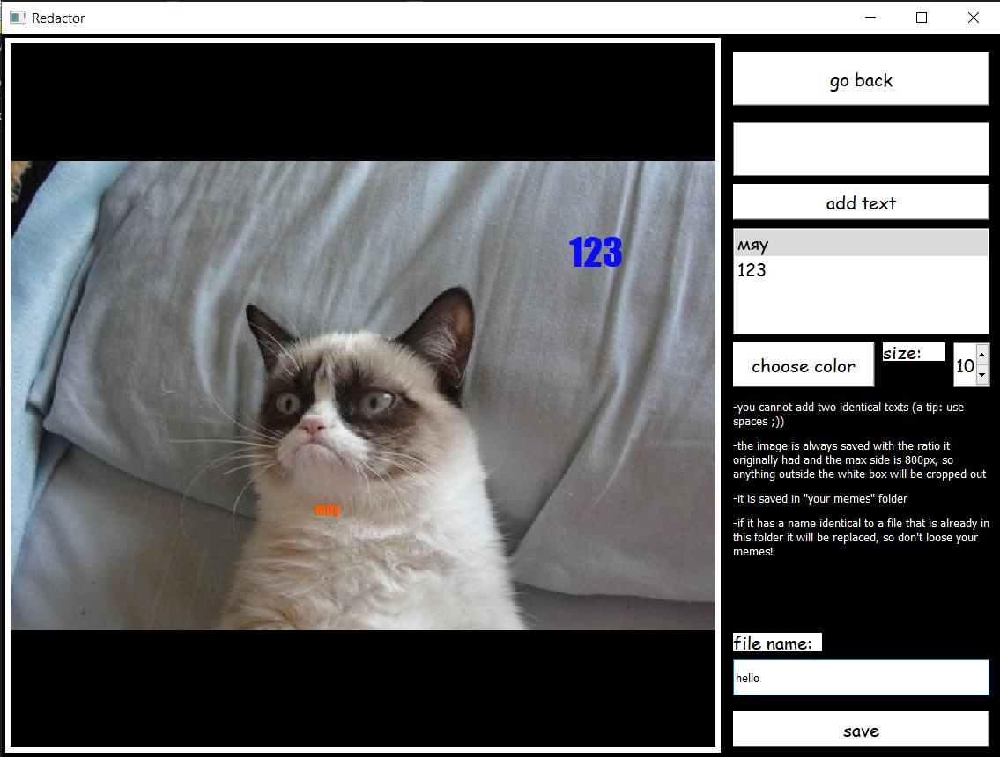 Redactor
go back
123
add text
мяу
123
choose color
size:
10
-you cannot add two identical texts (a tip: use
spaces ;))
-the image is always saved with the ratio it
originally had and the max side is 800px, so
anything outside the white box will be cropped out
-it is saved in "your memes" folder
мяу
-if it has a name identical to a file that is already in
this folder it will be replaced, so don't loose your
memes!
file name:
hello
save